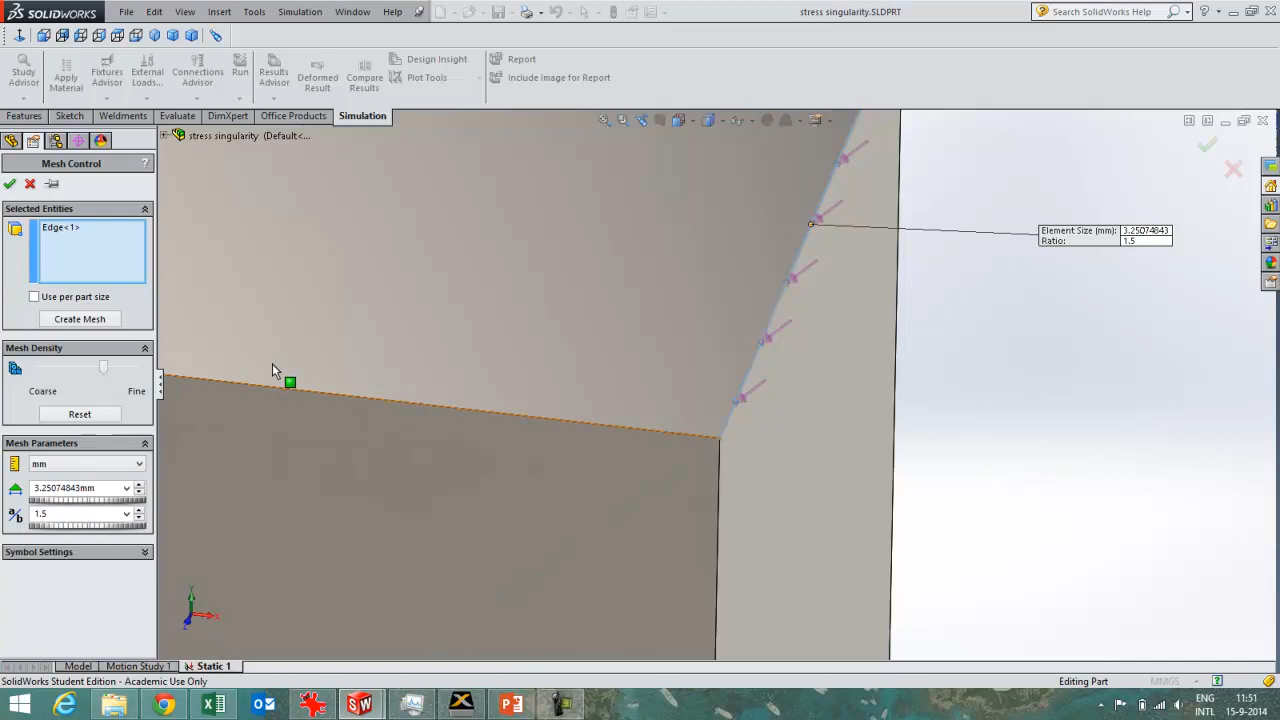 SOLIDWORKS
File Edit View Insert Tools Simulation Window Help
stress singularity.SLDPRT
Search SolidWorks Help
Study Advisor
Apply Material
Fixtures Advisor
External Loads...
Connections Advisor
Run
Results Advisor
Deformed Result
Compare Results
Design Insight
Plot Tools
Report
Include Image for Report
Features Sketch Weldments Evaluate DimXpert Office Products Simulation
stress singularity (Default<...
Mesh Control ?
Selected Entities
Edge<1>
Use per part size
Create Mesh
Mesh Density
Coarse Fine
Reset
Mesh Parameters
mm
3.25074843mm
a/b 1.5
Symbol Settings
Element Size (mm): 3.25074843
Ratio: 1.5
Y
X
Z
Model Motion Study 1 Static 1
SolidWorks Student Edition - Academic Use Only
Editing Part
MMGS
ENG 11:51
INTL 15-9-2014